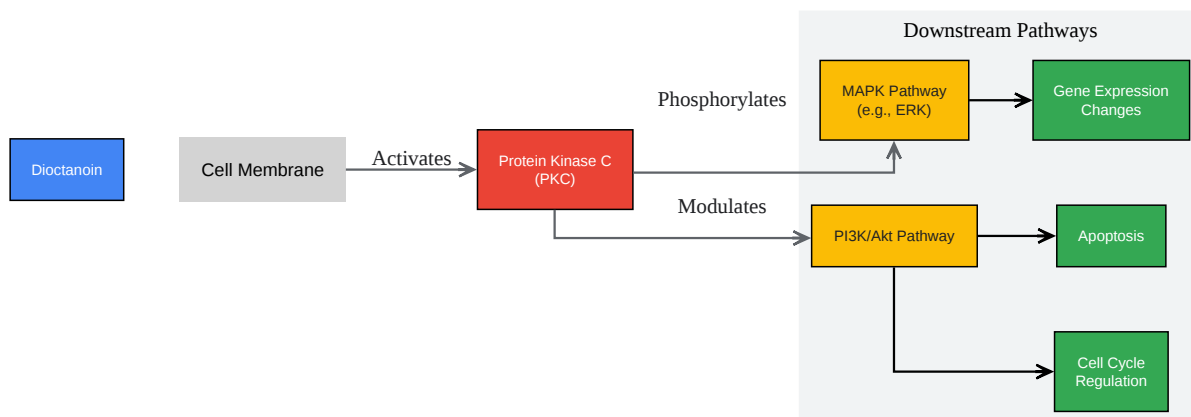 Downstream Pathways
Phosphorylates
MAPK Pathway
(e.g., ERK)
Gene Expression
Changes
Dioctanoin
Cell Membrane
Activates
Protein Kinase C
(PKC)
Modulates
PI3K/Akt Pathway
Apoptosis
Cell Cycle
Regulation